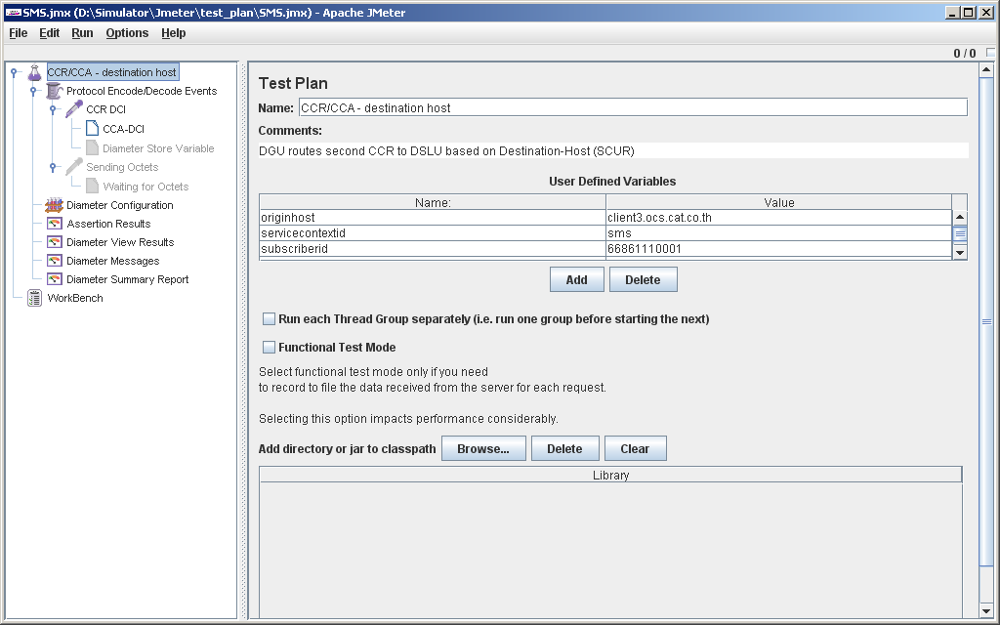 SMS.jmx (D:\Simulator\Jmeter\test_plan\SMS.jmx) - Apache JMeter
File Edit Run Options Help
0 / 0
CCR/CCA - destination host
Protocol Encode/Decode Events
CCR DCI
CCA-DCI
Diameter Store Variable
Sending Octets
Waiting for Octets
Diameter Configuration
Assertion Results
Diameter View Results
Diameter Messages
Diameter Summary Report
WorkBench
Test Plan
Name: CCR/CCA - destination host
Comments:
DGU routes second CCR to DSLU based on Destination-Host (SCUR)
User Defined Variables
Name: Value
originhost client3.ocs.cat.co.th
servicecontextid sms
subscriberid 66861110001
Add Delete
Run each Thread Group separately (i.e. run one group before starting the next)
Functional Test Mode
Select functional test mode only if you need
to record to file the data received from the server for each request.
Selecting this option impacts performance considerably.
Add directory or jar to classpath Browse... Delete Clear
Library